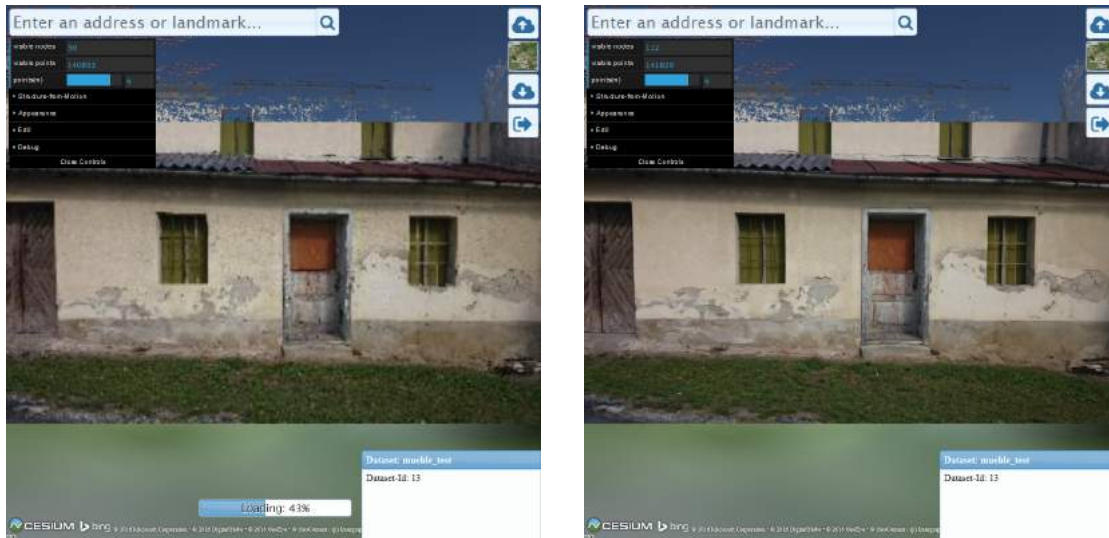 Enter an address or landmark...
visible nodes
visible points
points(m)
Structure-from-Motion
Appearance
Edit
Debug
Close Controls
Dataset: mueble_test
Dataset-Id: 13
Loading: 43%
CESIUM bing
Enter an address or landmark...
visible nodes
visible points
points(m)
Structure-from-Motion
Appearance
Edit
Debug
Close Controls
Dataset: mueble_test
Dataset-Id: 13
CESIUM bing